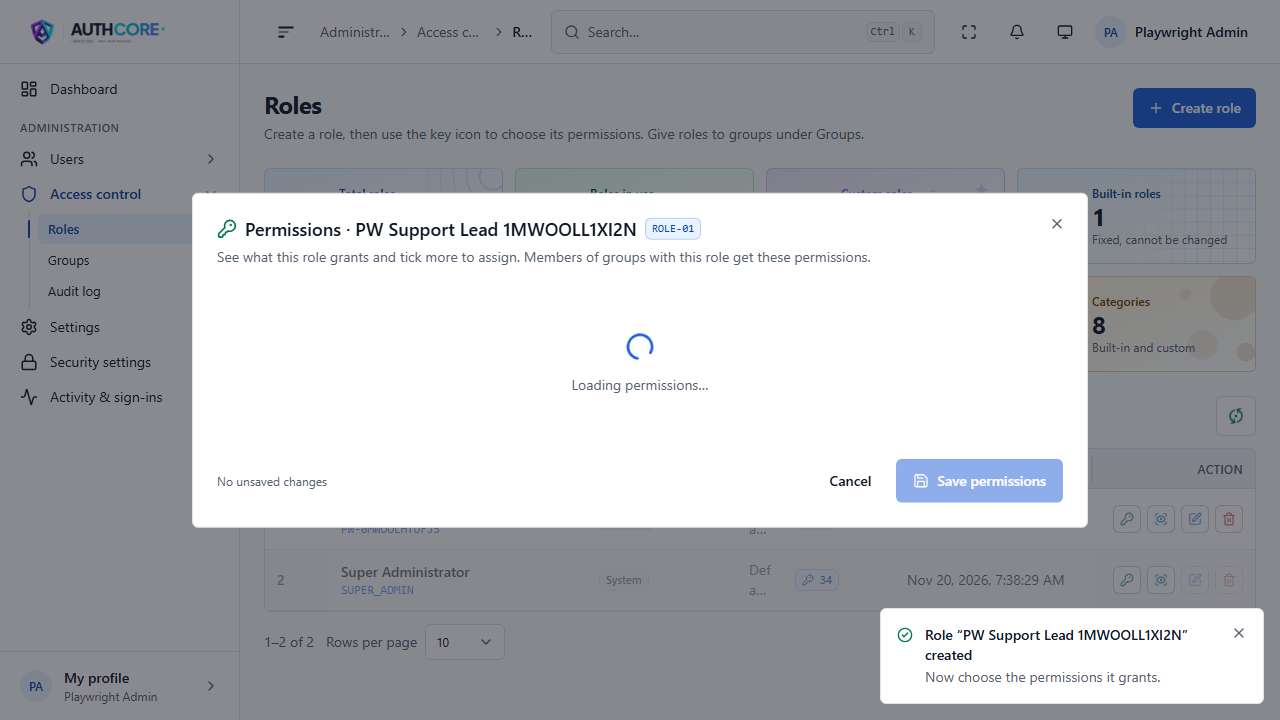 AUTHCORE
Administr...
Access c...
R...
Search...
Ctrl
K
PA
Playwright Admin
Dashboard
ADMINISTRATION
Users
Access control
Roles
Groups
Audit log
Settings
Security settings
Activity & sign-ins
PA
My profile
Playwright Admin
Roles
Create a role, then use the key icon to choose its permissions. Give roles to groups under Groups.
Create role
Built-in roles
1
Fixed, cannot be changed
Categories
8
Built-in and custom
Permissions · PW Support Lead 1MWOOLL1XI2N
ROLE-01
See what this role grants and tick more to assign. Members of groups with this role get these permissions.
Loading permissions...
No unsaved changes
Cancel
Save permissions
ACTION
a...
2
Super Administrator
SUPER_ADMIN
System
Def
a...
34
Nov 20, 2026, 7:38:29 AM
1–2 of 2
Rows per page
10
Role “PW Support Lead 1MWOOLL1XI2N”
created
Now choose the permissions it grants.